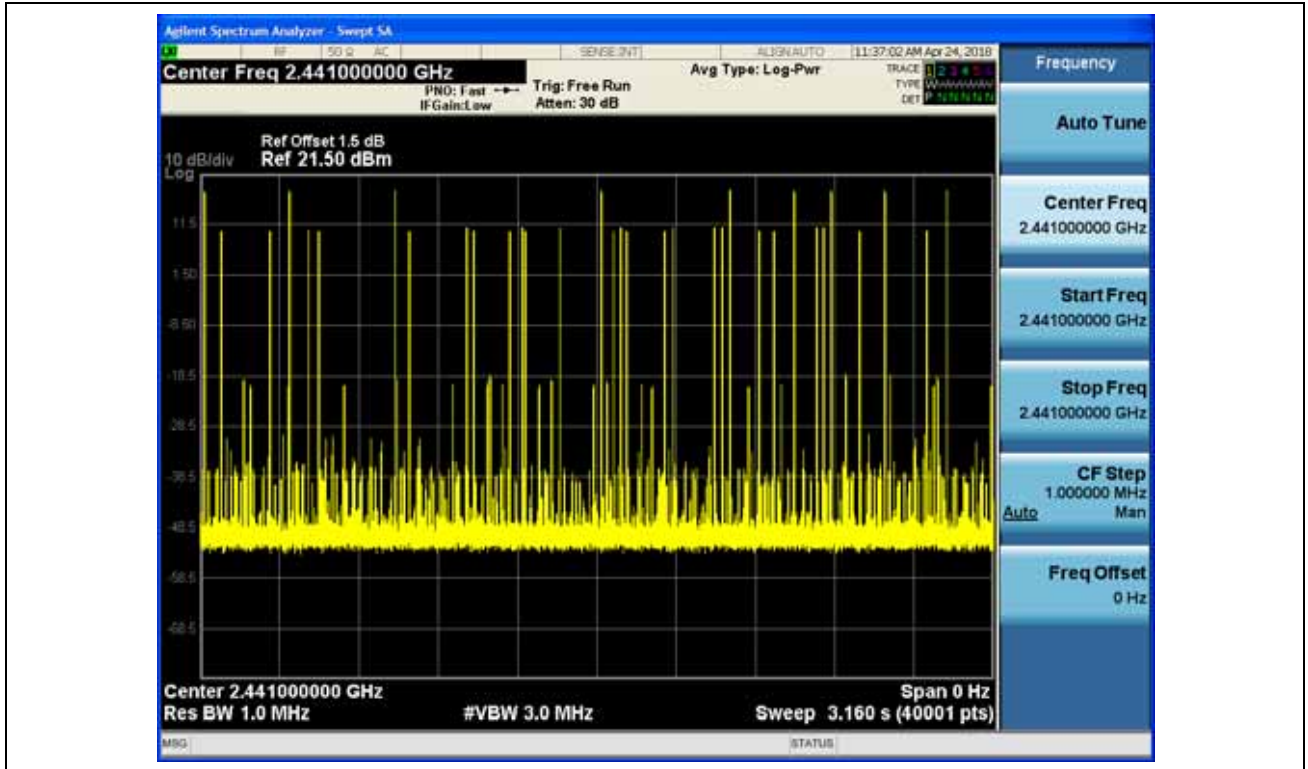 Agilent Spectrum Analyzer - Swept SA
RF 50 Ω AC SENSE:INT ALIGN AUTO 11:37:02 AM Apr 24, 2018
Center Freq 2.441000000 GHz Avg Type: Log-Pwr TRACE 1 2 3 4 5 6
PNO: Fast Trig: Free Run TYPE
IFGain:Low Atten: 30 dB DET P N N N N N
Ref Offset 1.5 dB
10 dB/div Ref 21.50 dBm
Log
11.5
1.50
-8.50
-18.5
-28.5
-38.5
-48.5
-58.5
-68.5
Center 2.441000000 GHz Span 0 Hz
Res BW 1.0 MHz #VBW 3.0 MHz Sweep 3.160 s (40001 pts)
MSG STATUS
Frequency
Auto Tune
Center Freq
2.441000000 GHz
Start Freq
2.441000000 GHz
Stop Freq
2.441000000 GHz
CF Step
1.000000 MHz
Auto Man
Freq Offset
0 Hz